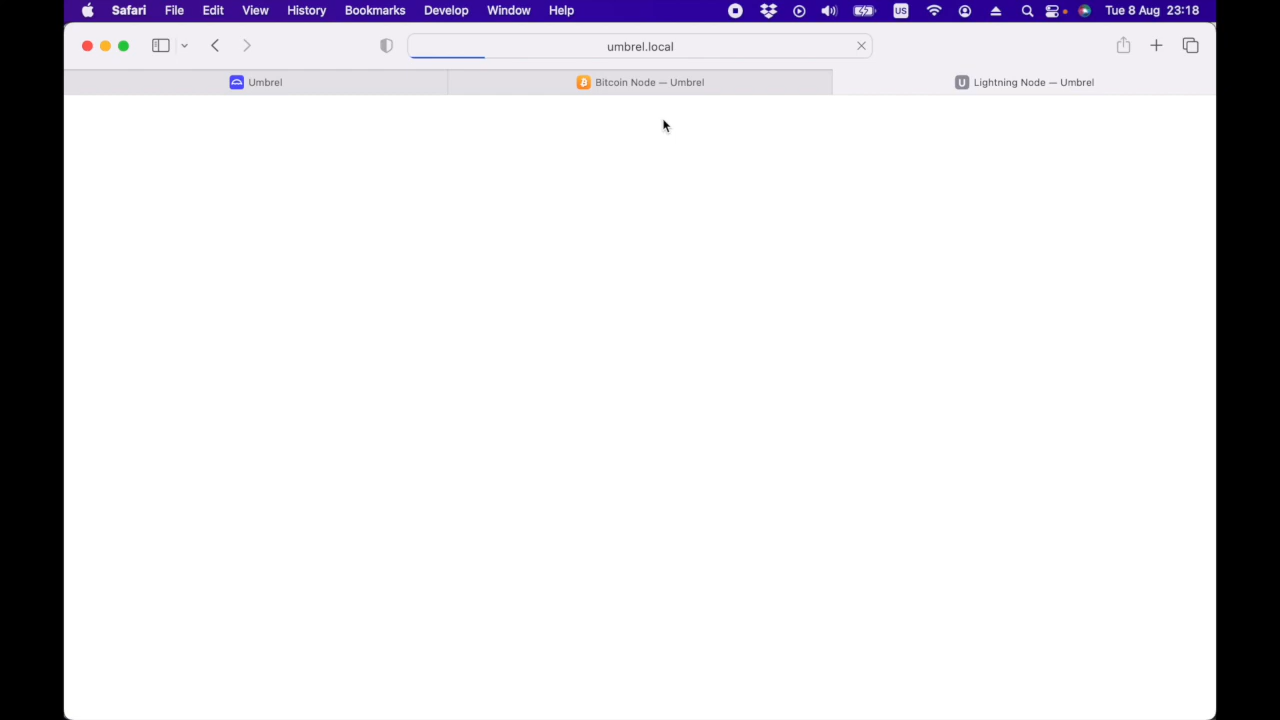 Safari File Edit View History Bookmarks Develop Window Help US Tue 8 Aug 23:18
umbrel.local
Umbrel Bitcoin Node — Umbrel U Lightning Node — Umbrel